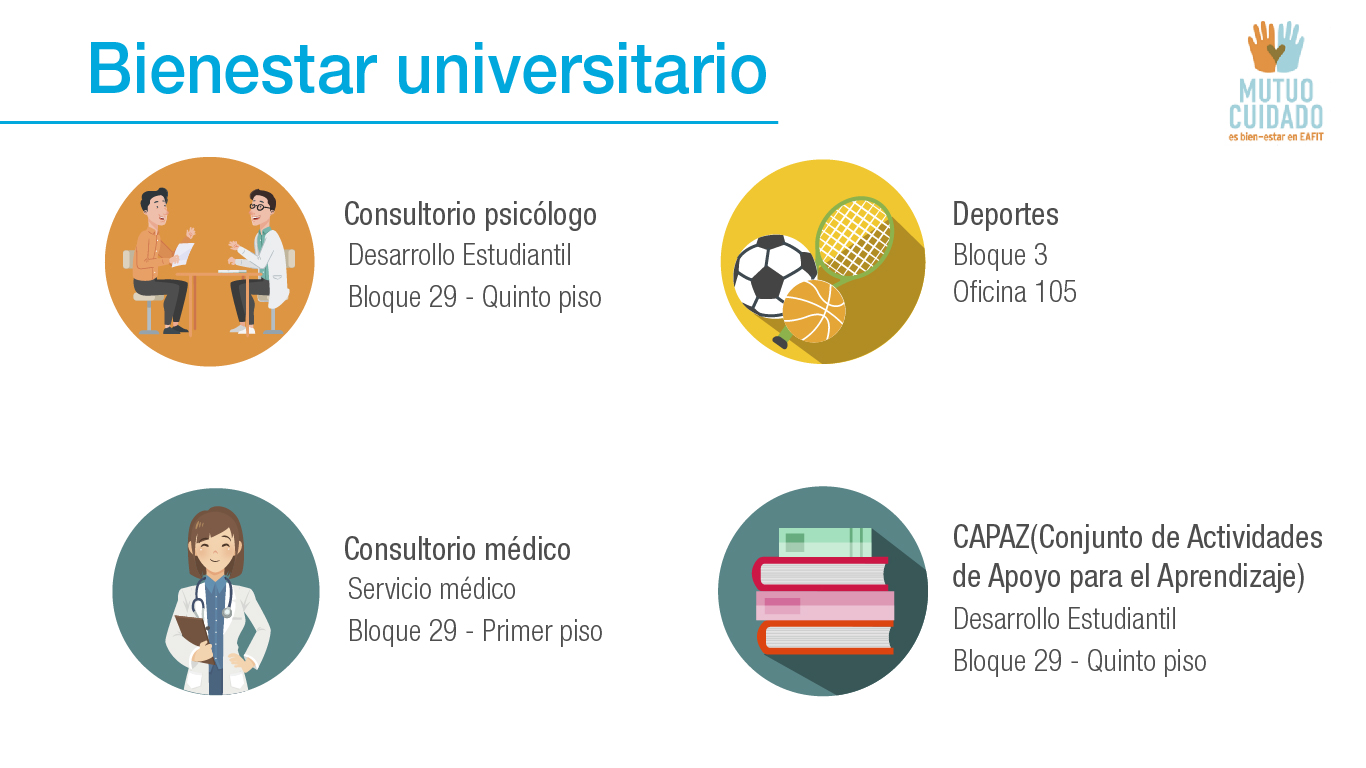 Bienestar universitario
MUTUO
CUIDADO
es bien-estar en EAFIT
Consultorio psicólogo
Desarrollo Estudiantil
Bloque 29 - Quinto piso
Deportes
Bloque 3
Oficina 105
Consultorio médico
Servicio médico
Bloque 29 - Primer piso
CAPAZ(Conjunto de Actividades
de Apoyo para el Aprendizaje)
Desarrollo Estudiantil
Bloque 29 - Quinto piso